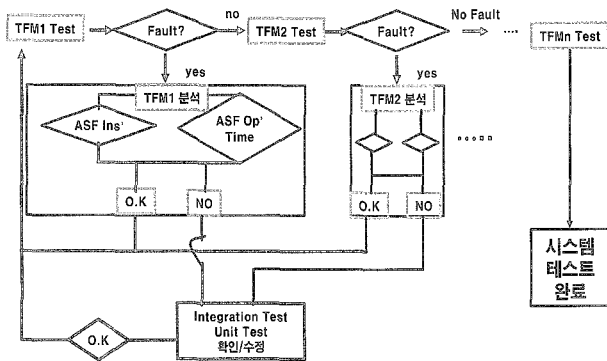 TFM1 Test
Fault?
no
TFM2 Test
Fault?
No Fault
....
TFMn Test
yes
yes
TFM1 분석
ASF Ins'
ASF Op'
Time
TFM2 분석
.....
O.K
NO
O.K
NO
시스템
테스트
완료
Integration Test
Unit Test
확인/수정
O.K